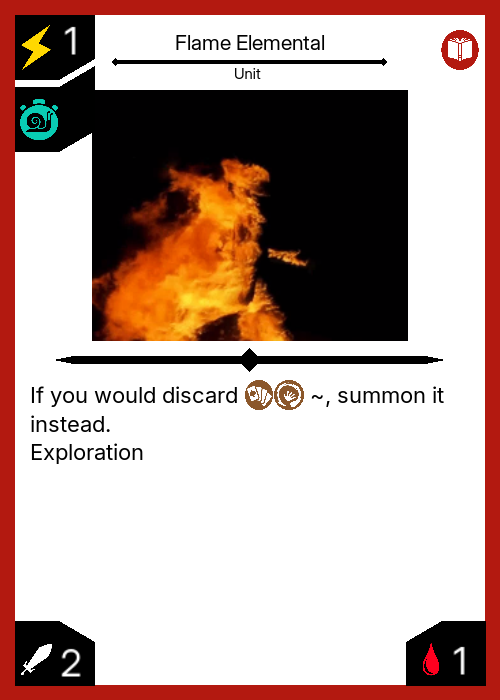 1
Flame Elemental
Unit
If you would discard ~, summon it
instead.
Exploration
2
1